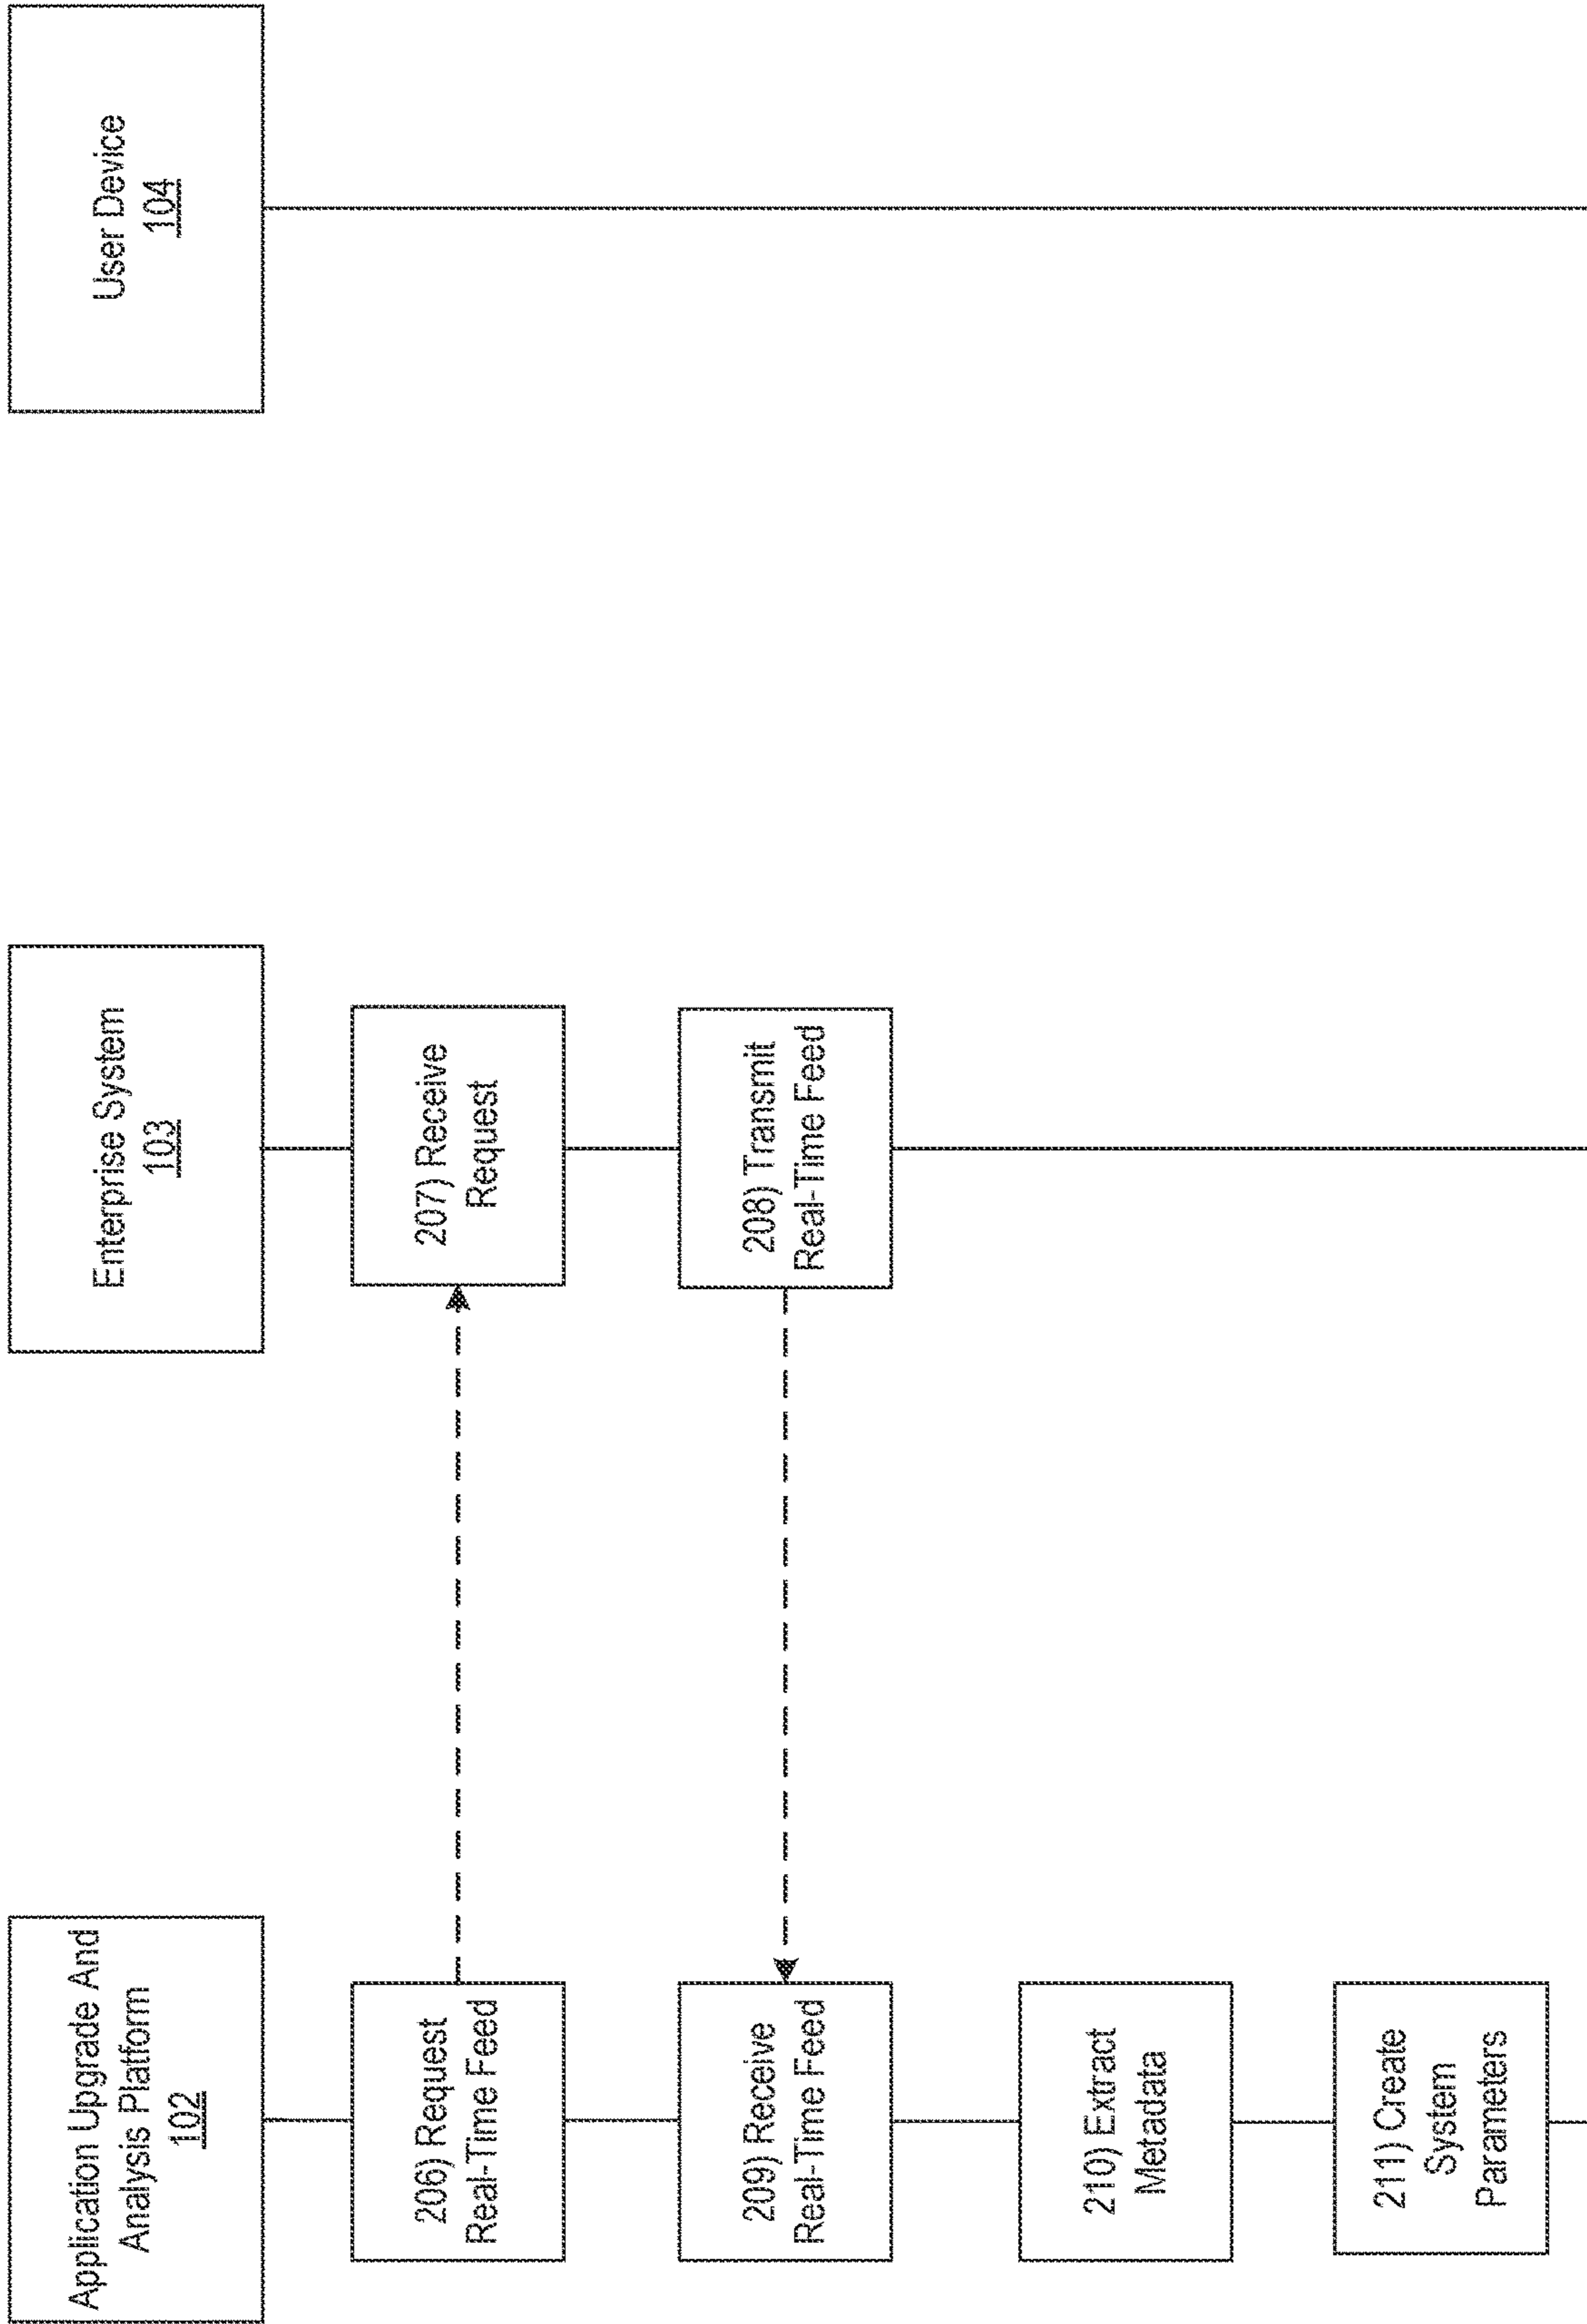 Application Upgrade And
Analysis Platform
102
Enterprise System
103
User Device
104
206) Request
Real-Time Feed
207) Receive
Request
209) Receive
Real-Time Feed
208) Transmit
Real-Time Feed
210) Extract
Metadata
211) Create
System
Parameters